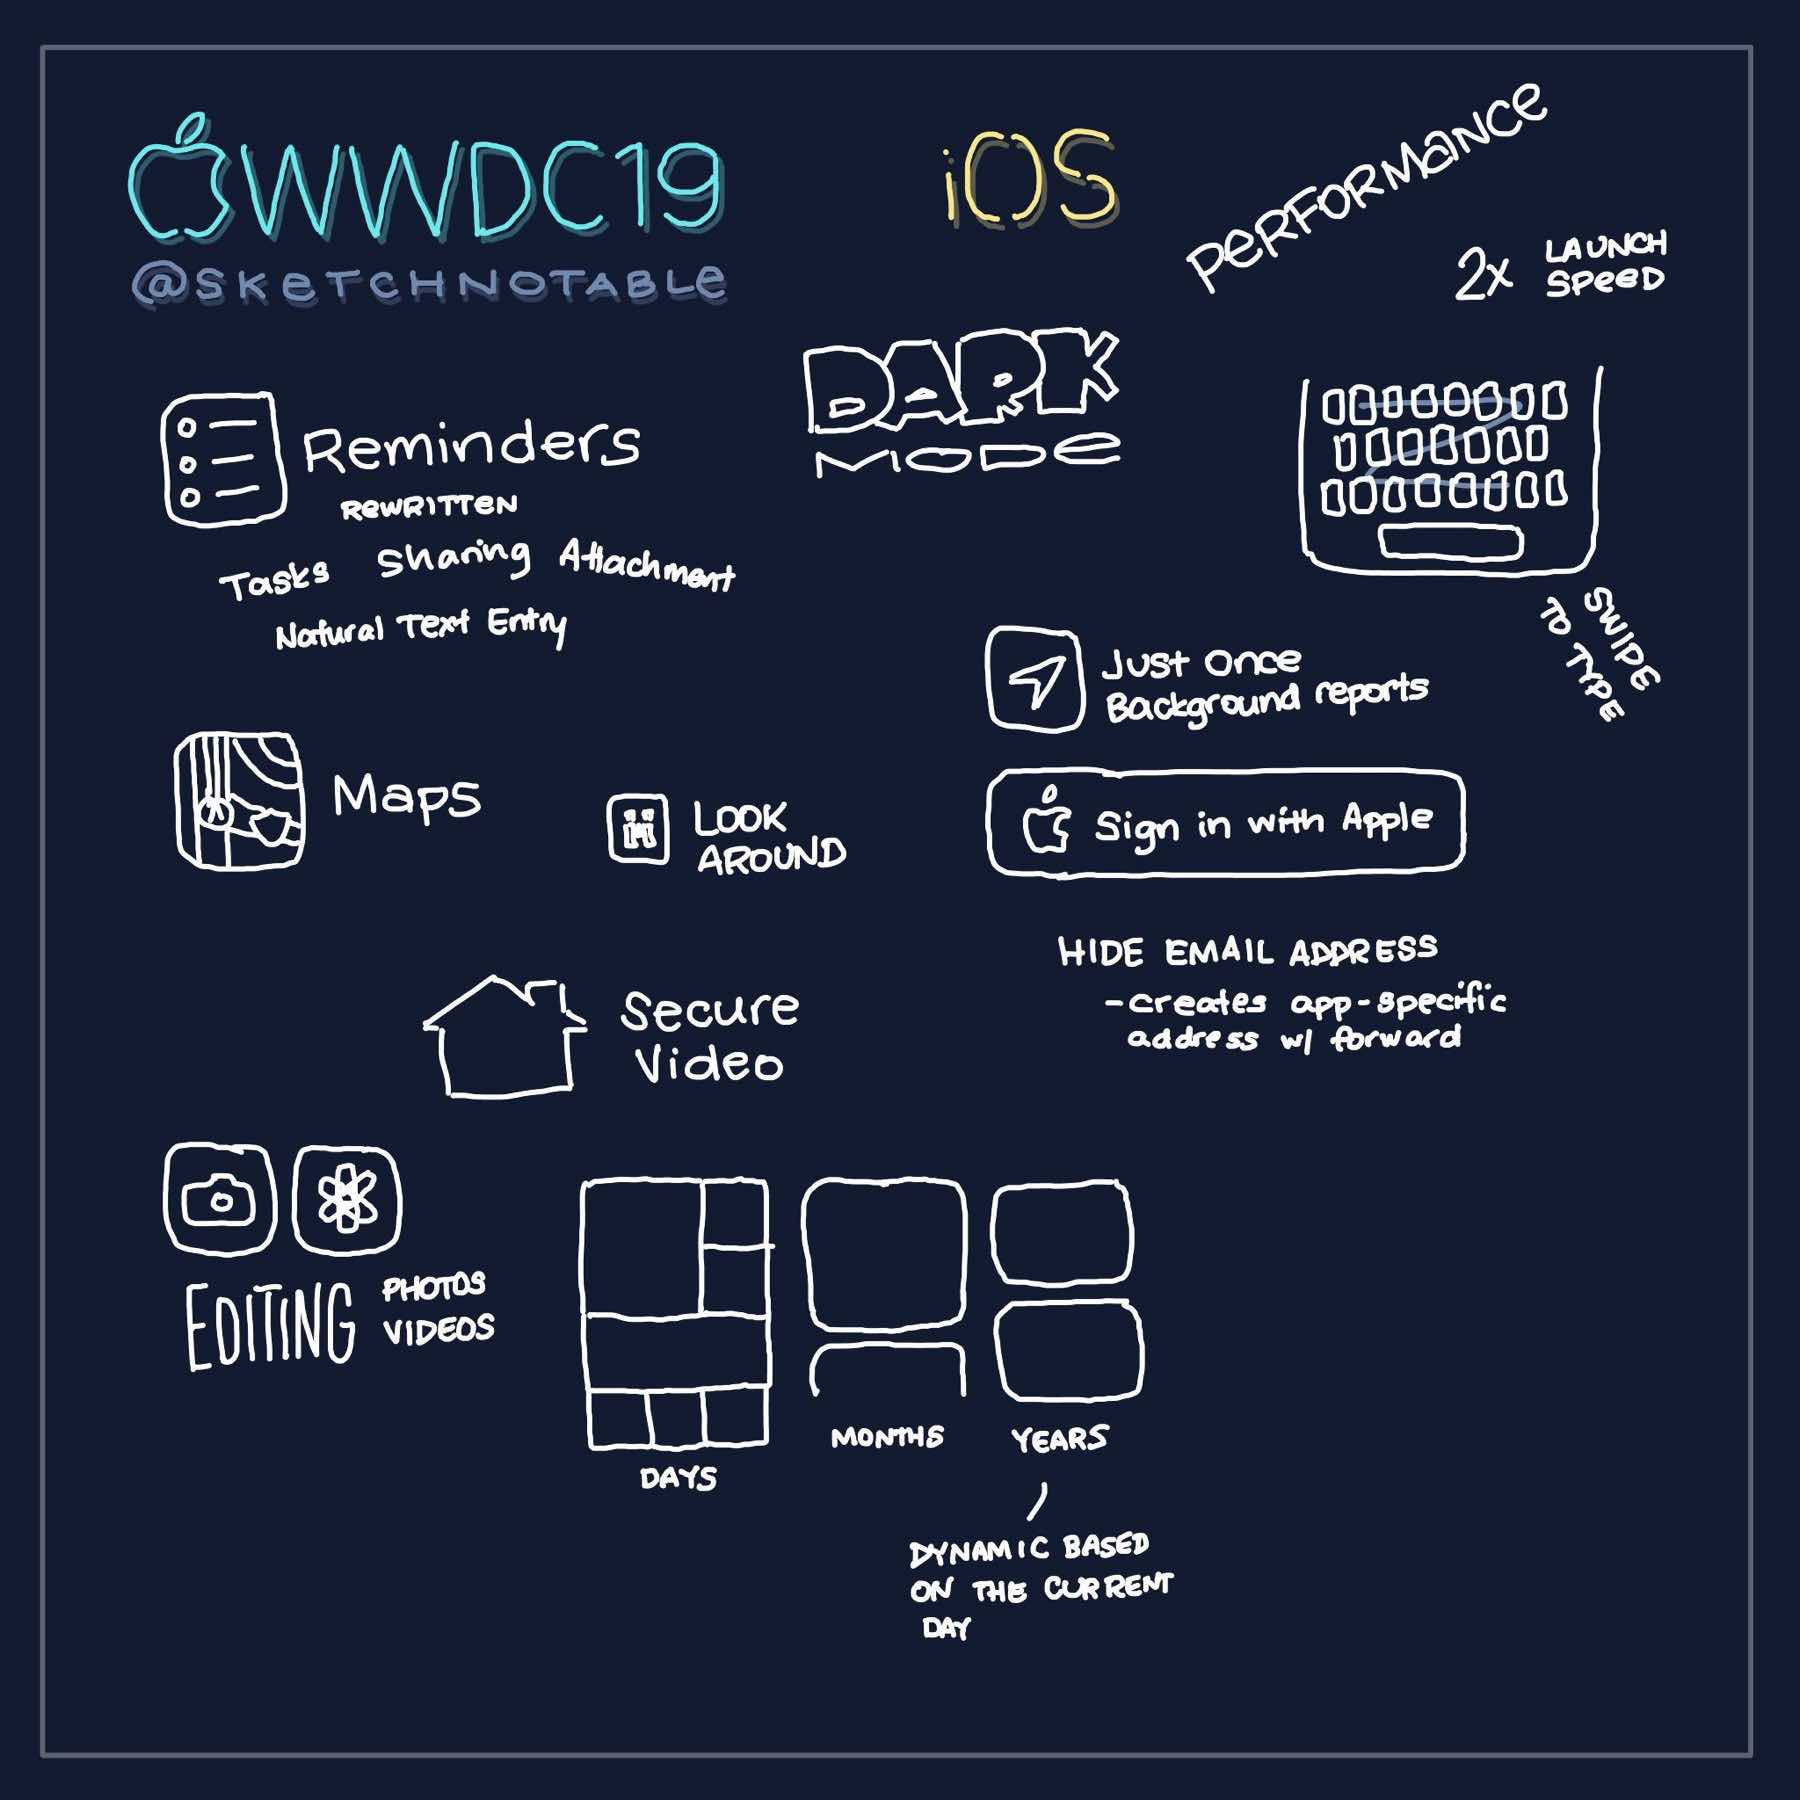 WWDC19
@SKETCHNOTABLE
iOS
PERFORMANCE
2x LAUNCH
SPEED
DARK
MODE
Reminders
REWRITTEN
Tasks Sharing Attachment
Natural Text Entry
SWIPE
TO TYPE
Just Once
Background reports
Maps
LOOK
AROUND
Sign in with Apple
HIDE EMAIL ADDRESS
-creates app-specific
address w/ forward
Secure
Video
EDITING PHOTOS
VIDEOS
DAYS
MONTHS
YEARS
DYNAMIC BASED
ON THE CURRENT
DAY